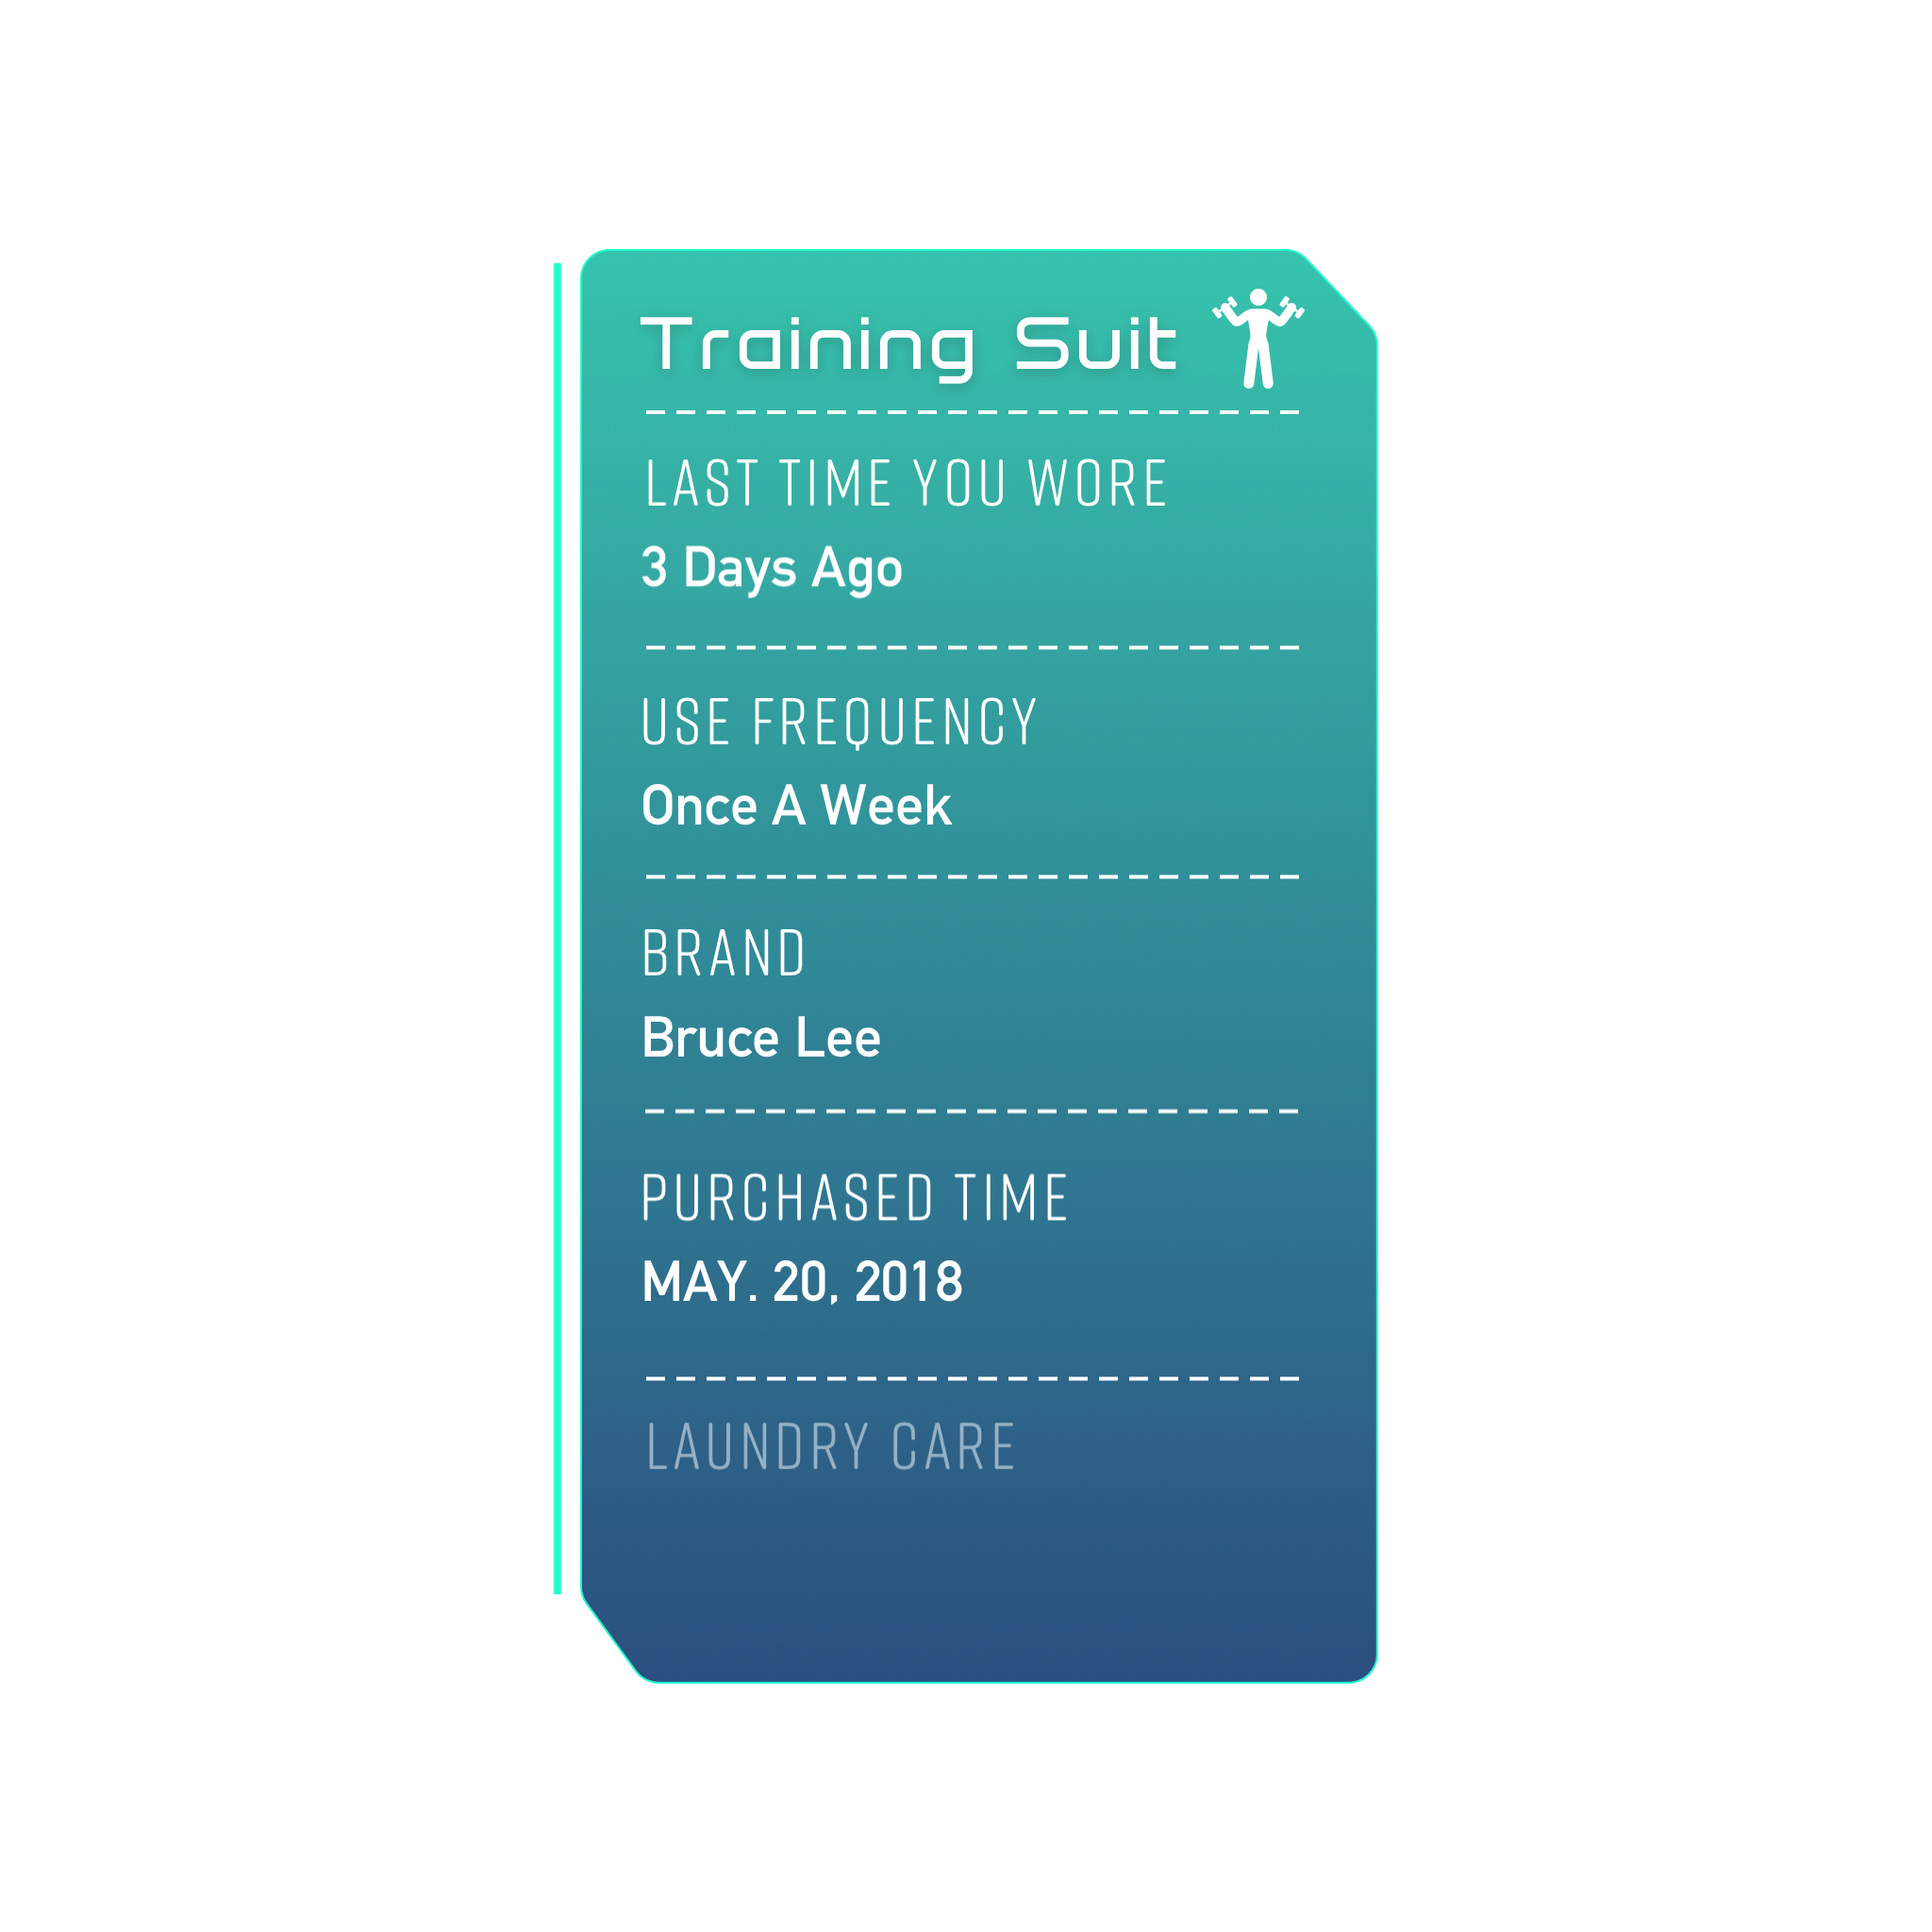 Training Suit
LAST TIME YOU WORE
3 Days Ago
USE FREQUENCY
Once A Week
BRAND
Bruce Lee
PURCHASED TIME
MAY. 20, 2018
LAUNDRY CARE